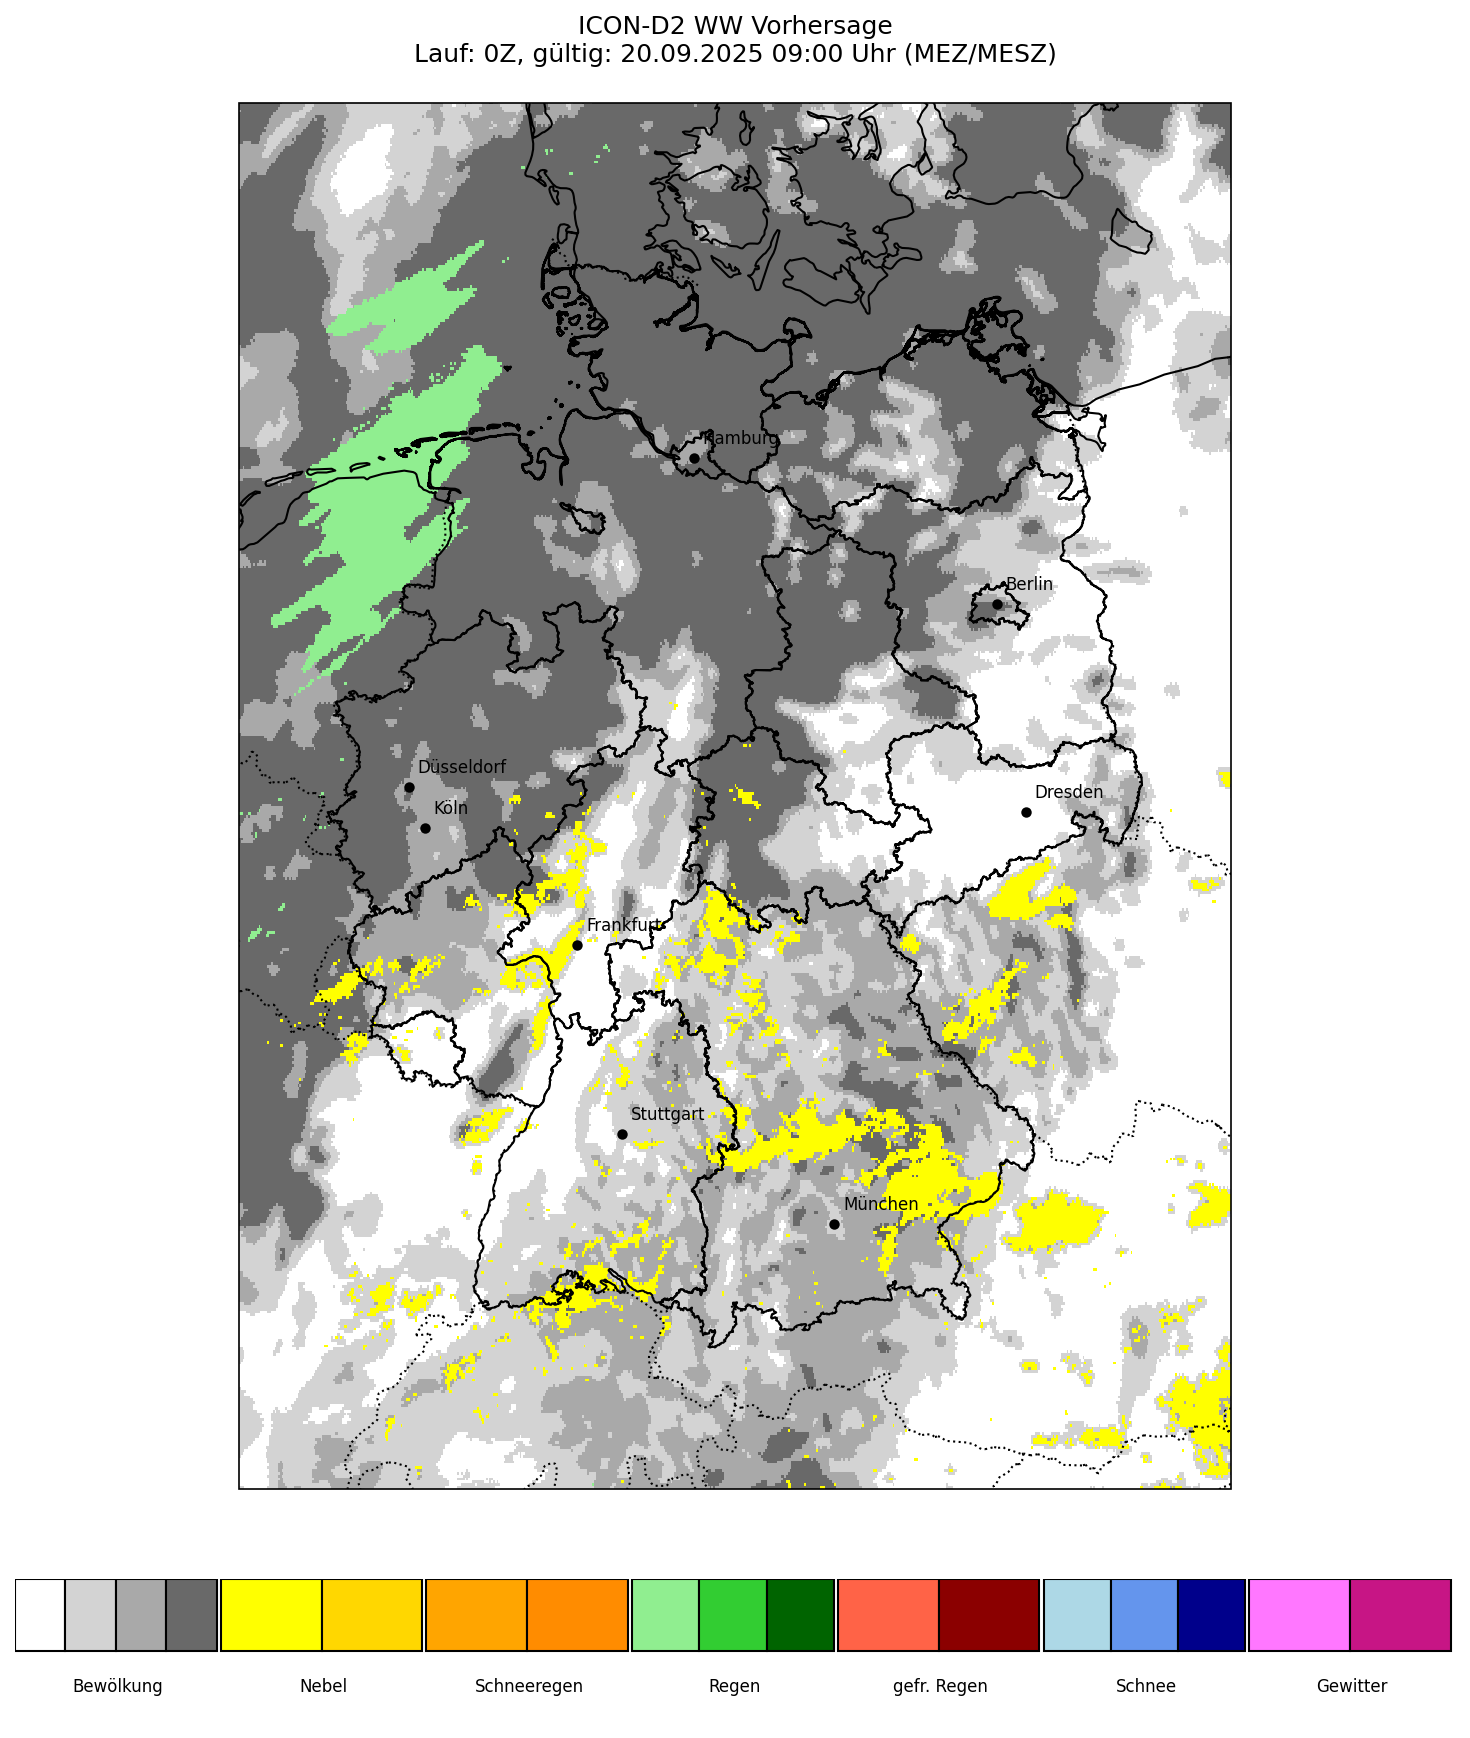 ICON-D2 WW Vorhersage
Lauf: 0Z, gültig: 20.09.2025 09:00 Uhr (MEZ/MESZ)
Hamburg
Berlin
Düsseldorf
Köln
Dresden
Frankfurt
Stuttgart
München
Bewölkung
Nebel
Schneeregen
Regen
gefr. Regen
Schnee
Gewitter